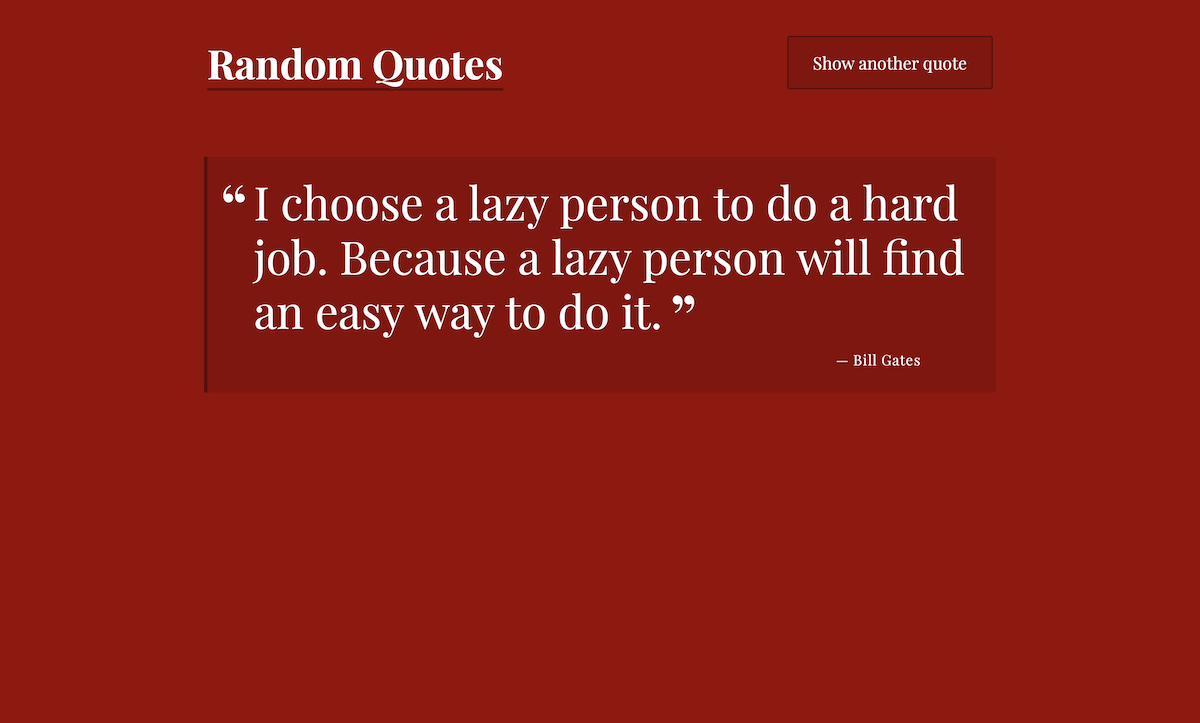 Random Quotes
Show another quote
“ I choose a lazy person to do a hard
job. Because a lazy person will find
an easy way to do it. ”
— Bill Gates